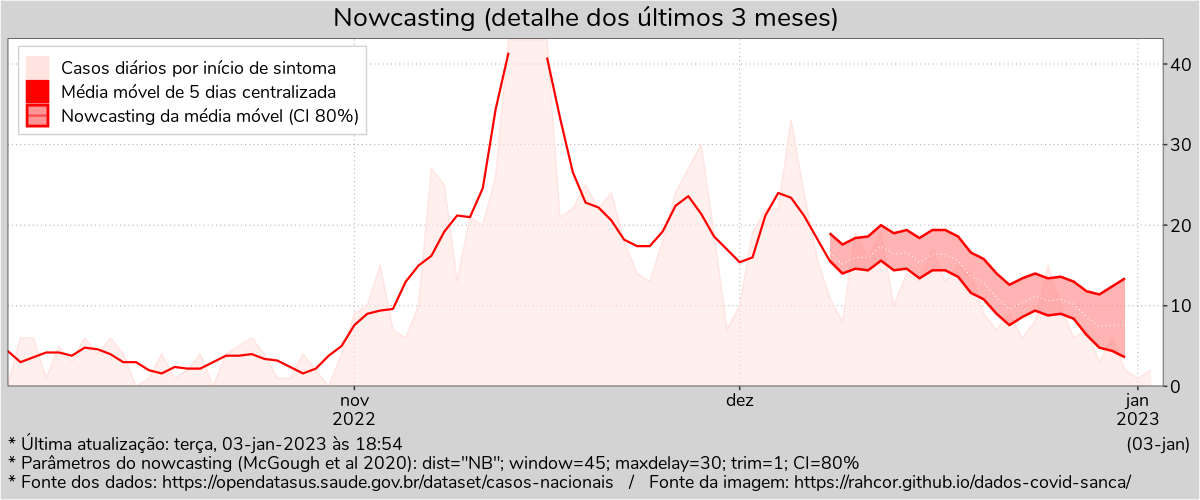 Nowcasting (detalhe dos últimos 3 meses)
Casos diários por início de sintoma
Média móvel de 5 dias centralizada
Nowcasting da média móvel (CI 80%)
40
30
20
10
0
nov
2022
dez
jan
2023
(03-jan)
* Última atualização: terça, 03-jan-2023 às 18:54
* Parâmetros do nowcasting (McGough et al 2020): dist="NB"; window=45; maxdelay=30; trim=1; CI=80%
* Fonte dos dados: https://opendatasus.saude.gov.br/dataset/casos-nacionais / Fonte da imagem: https://rahcor.github.io/dados-covid-sanca/